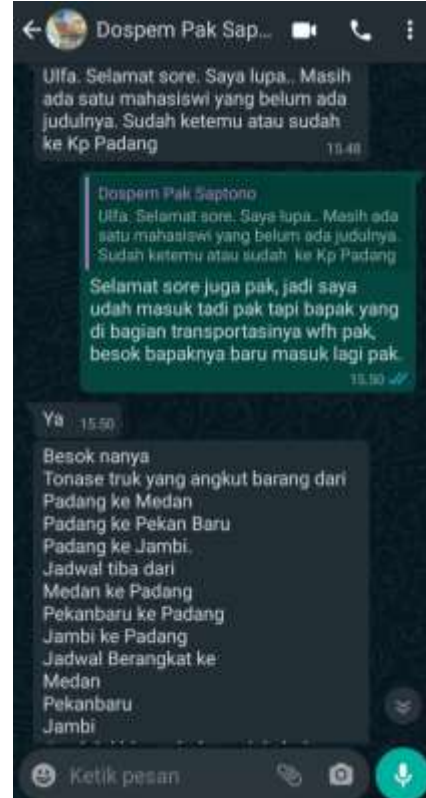 Dospem Pak Sap...
Ulfa. Selamat sore. Saya lupa.. Masih
ada satu mahasiswi yang belum ada
judulnya. Sudah ketemu atau sudah
ke Kp Padang
15.48
Dospem Pak Saptono
Ulfa. Selamat sore. Saya lupa.. Masih ada
satu mahasiswi yang belum ada judulnya.
Sudah ketemu atau sudah ke Kp Padang
Selamat sore juga pak, jadi saya
udah masuk tadi pak tapi bapak yang
di bagian transportasinya wfh pak,
besok bapaknya baru masuk lagi pak.
15.50
Ya 15.50
Besok nanya
Tonase truk yang angkut barang dari
Padang ke Medan
Padang ke Pekan Baru
Padang ke Jambi.
Jadwal tiba dari
Medan ke Padang
Pekanbaru ke Padang
Jambi ke Padang
Jadwal Berangkat ke
Medan
Pekanbaru
Jambi
Ketik pesan